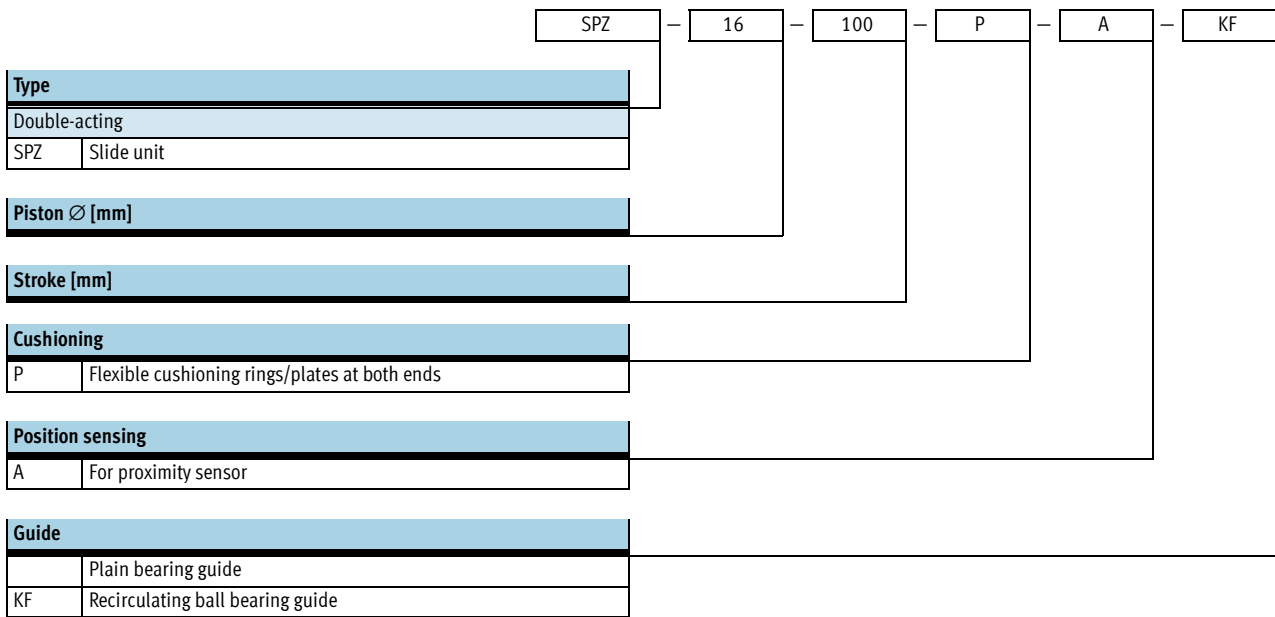 SPZ — 16 — 100 — P — A — KF
Type
Double-acting
SPZ Slide unit
Piston ∅ [mm]
Stroke [mm]
Cushioning
P Flexible cushioning rings/plates at both ends
Position sensing
A For proximity sensor
Guide
Plain bearing guide
KF Recirculating ball bearing guide